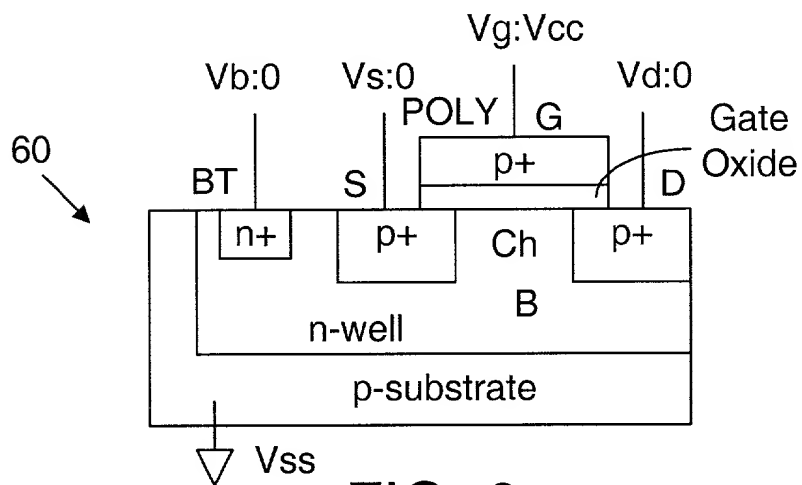 Vg:Vcc
Vb:0 Vs:0 Vd:0
POLY G Gate
60 p+ Oxide
BT S D
n+ p+ Ch p+
B
n-well
p-substrate
Vss